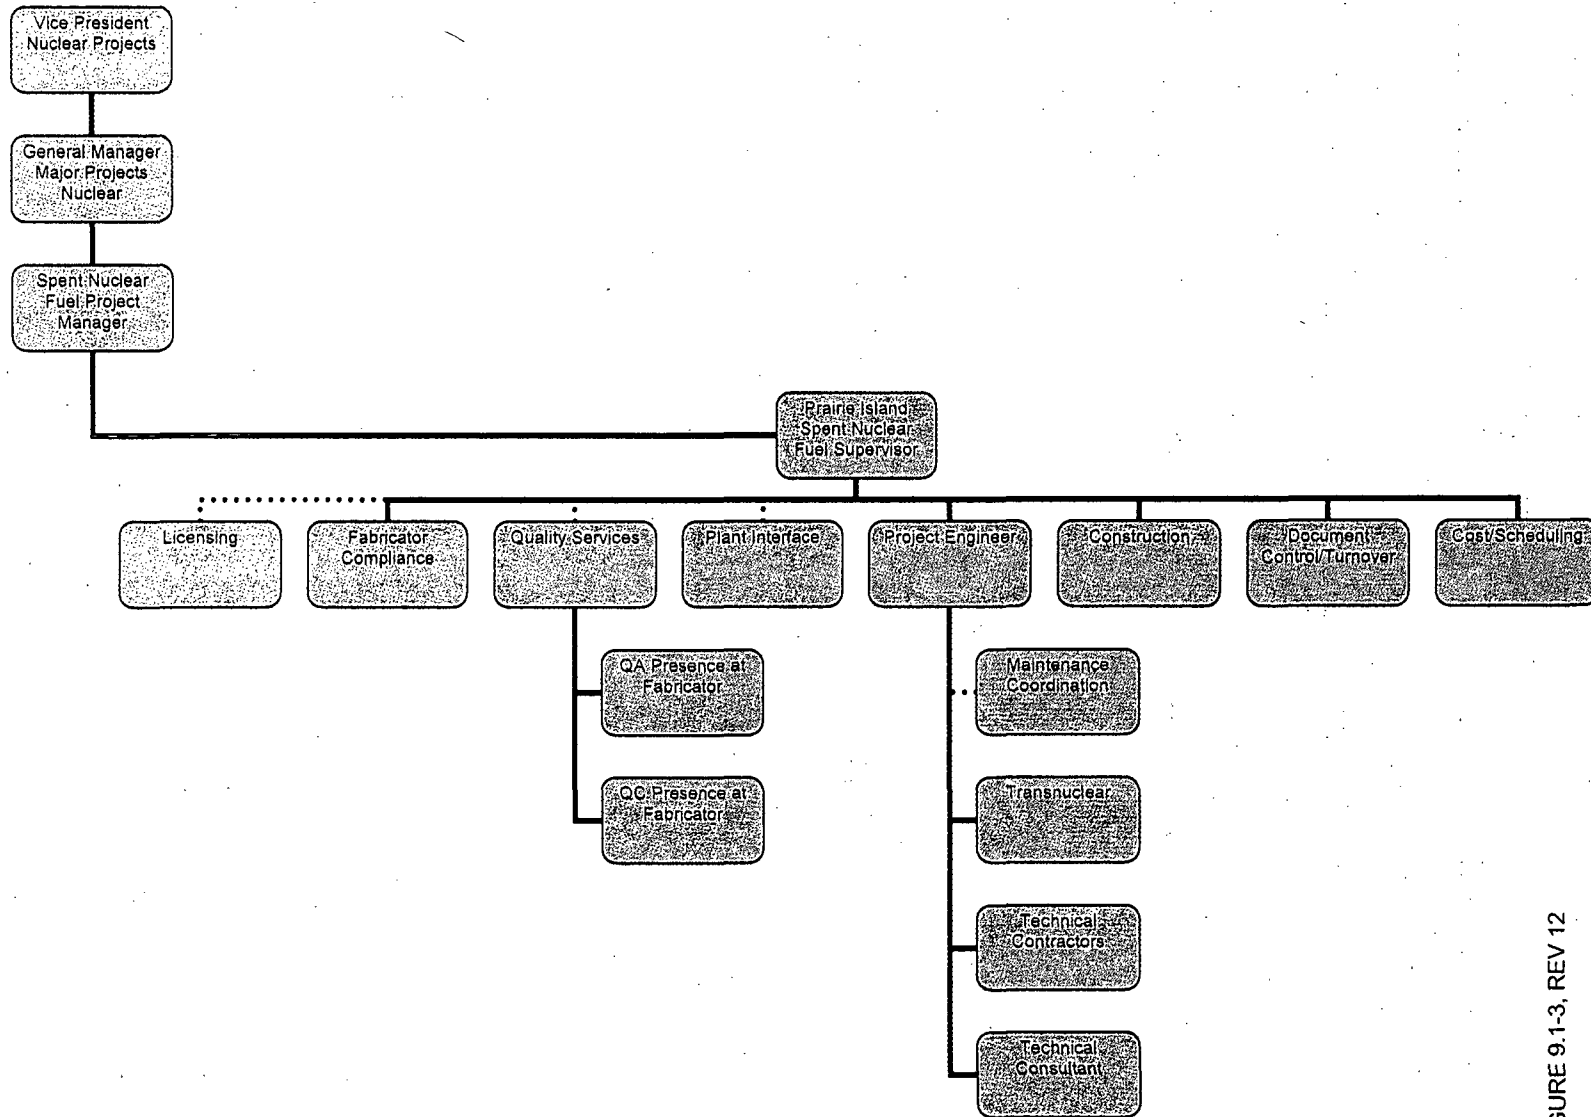 Vice President
Nuclear Projects
General Manager
Major Projects
Nuclear
Spent Nuclear
Fuel Project
Manager
Prairie Island
Spent Nuclear
Fuel Supervisor
Licensing
Fabricator
Compliance
Quality Services
Plant Interface
Project Engineer
Construction
Document
Control/Turnover
Cost/Scheduling
QA Presence at
Fabricator
QC Presence at
Fabricator
Maintenance
Coordination
Transnuclear
Technical
Contractors
Technical
Consultant
GURE 9.1-3, REV 12